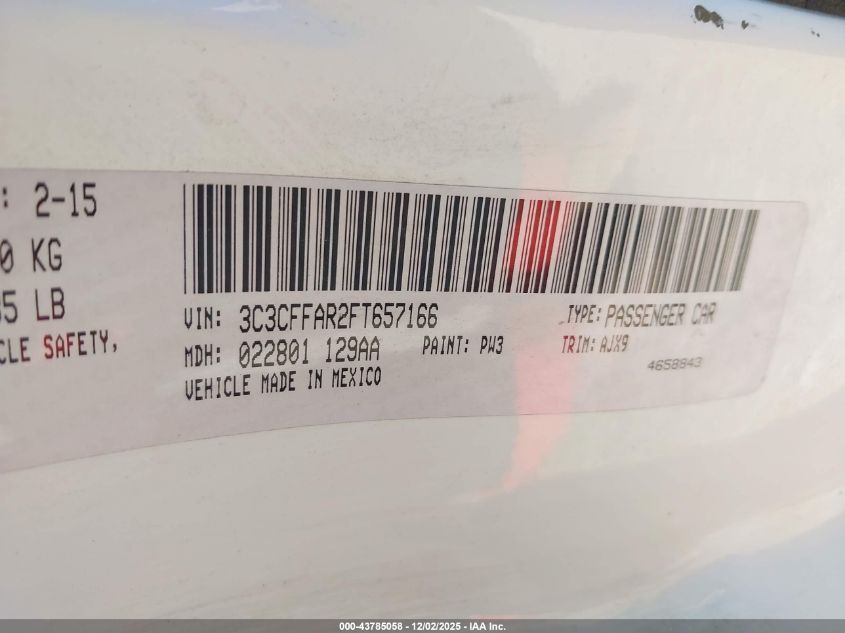 : 2-15
0 KG
5 LB
CLE SAFETY,
VIN: 3C3CFFAR2FT657166
TYPE: PASSENGER CAR
MDH: 022801 129AA
PAINT: PW3
TRIM: AJX9
VEHICLE MADE IN MEXICO
4658843
000-43785058 - 12/02/2025 - IAA Inc.